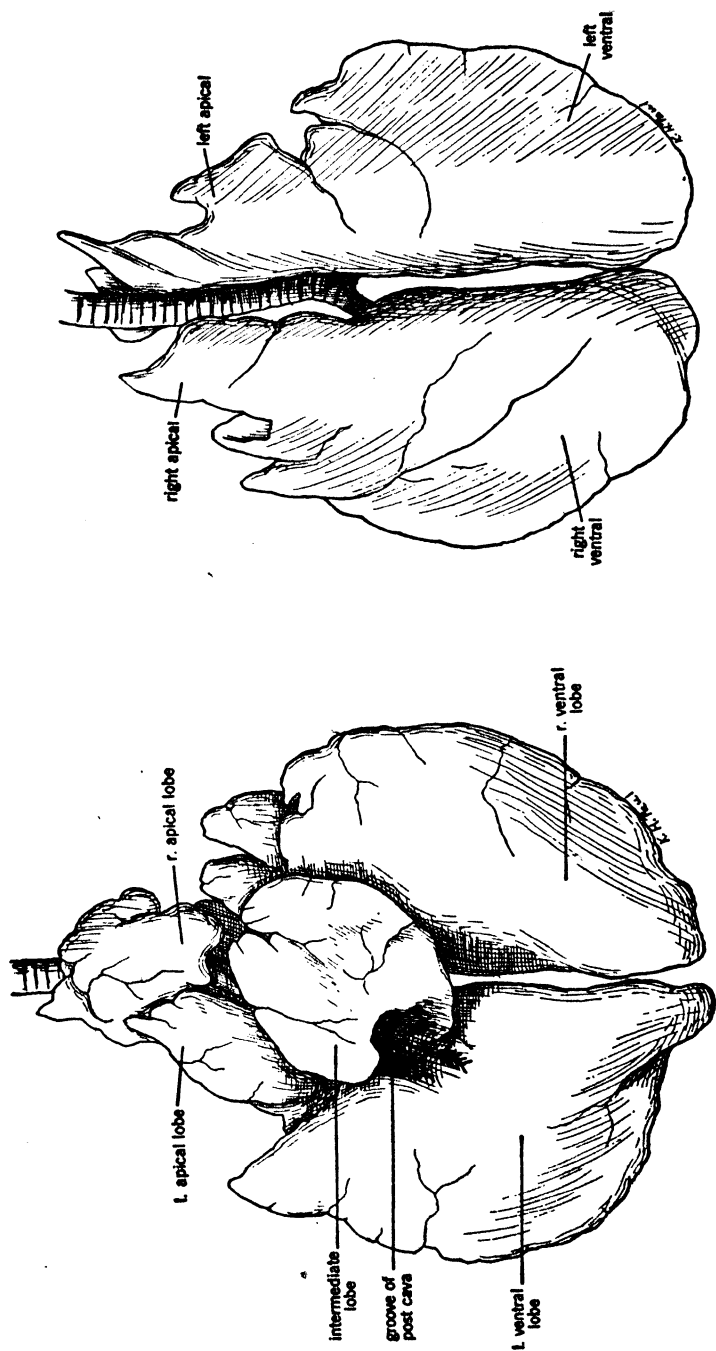 left apical
left
ventral
right apical
right
ventral
r. apical lobe
l. apical lobe
intermediate
lobe
groove of
post cava
l. ventral
lobe
r. ventral
lobe